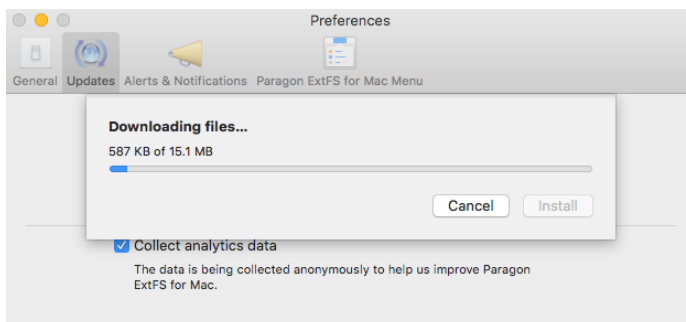 Preferences
General Updates Alerts & Notifications Paragon ExtFS for Mac Menu
Downloading files...
587 KB of 15.1 MB
Cancel Install
Collect analytics data
The data is being collected anonymously to help us improve Paragon
ExtFS for Mac.